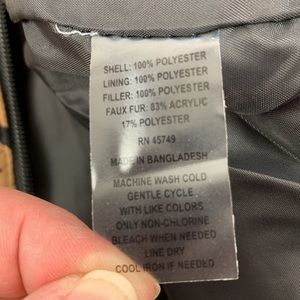 SHELL: 100% POLYESTER
LINING: 100% POLYESTER
FILLER: 100% POLYESTER
FAUX FUR: 83% ACRYLIC
17% POLYESTER
RN 45749
MADE IN BANGLADESH
MACHINE WASH COLD
GENTLE CYCLE
WITH LIKE COLORS
ONLY NON-CHLORINE
BLEACH WHEN NEEDED
LINE DRY
COOL IRON IF NEEDED